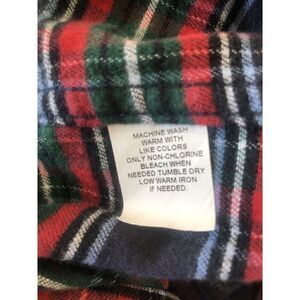 MACHINE WASH
WARM WITH
LIKE COLORS
ONLY NON-CHLORINE
BLEACH WHEN
NEEDED TUMBLE DRY
LOW WARM IRON
IF NEEDED.